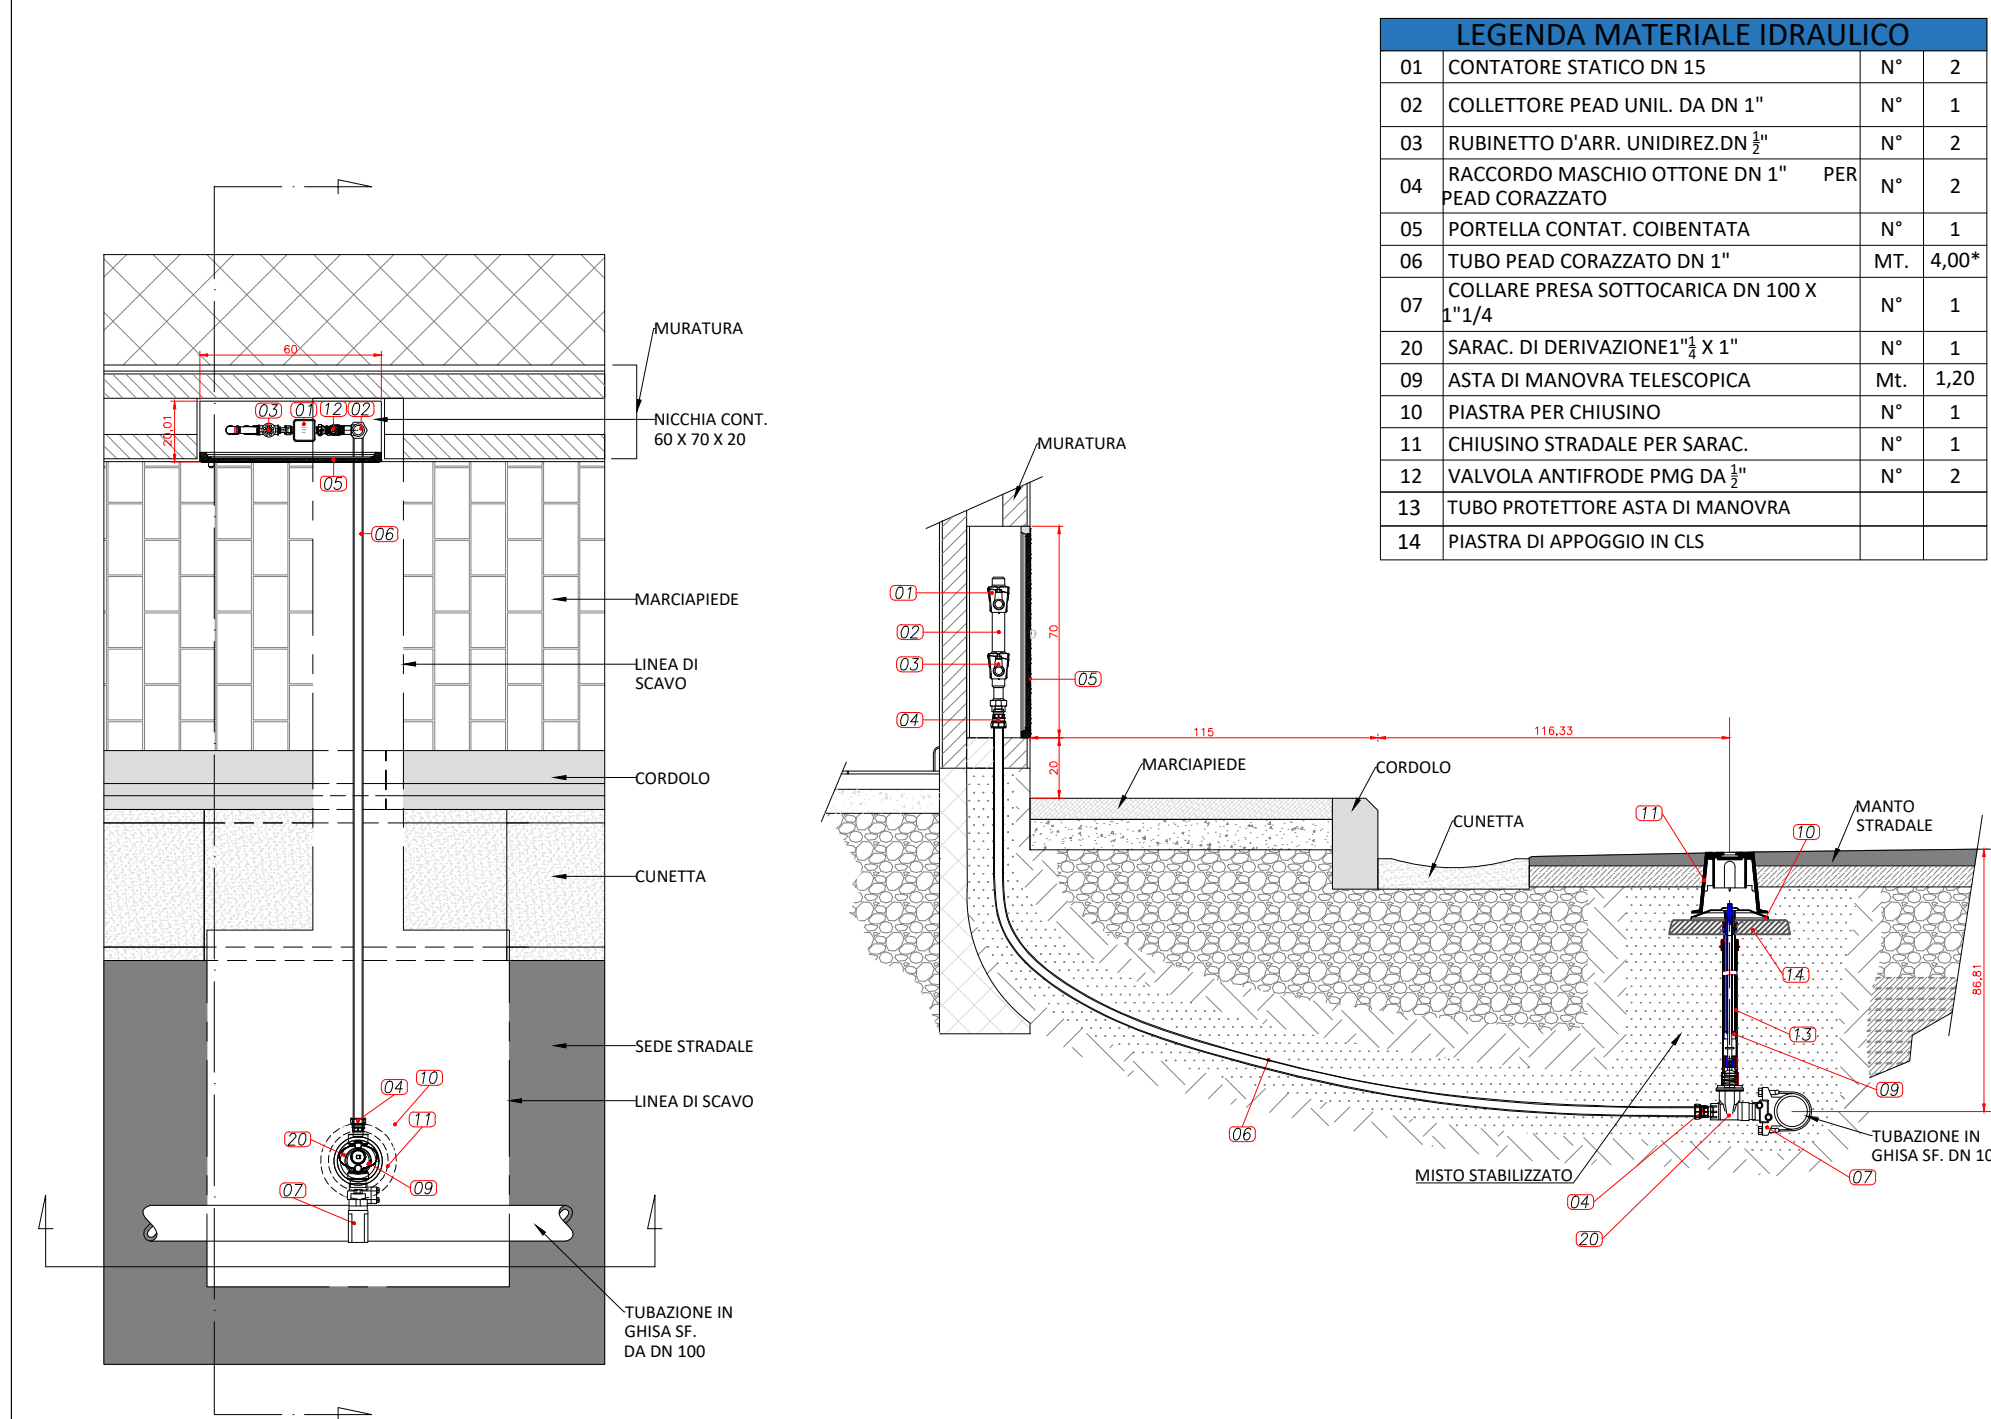 LEGENDA MATERIALE IDRAULICO
01 CONTATORE STATICO DN 15 N° 2
02 COLLETTORE PEAD UNIL. DA DN 1" N° 1
03 RUBINETTO D'ARR. UNIDIREZ.DN 1/2" N° 2
04 RACCORDO MASCHIO OTTONE DN 1" PER
PEAD CORAZZATO N° 2
05 PORTELLA CONTAT. COIBENTATA N° 1
06 TUBO PEAD CORAZZATO DN 1" MT. 4,00*
07 COLLARE PRESA SOTTOCARICA DN 100 X
1"1/4 N° 1
20 SARAC. DI DERIVAZIONE1"1/4 X 1" N° 1
09 ASTA DI MANOVRA TELESCOPICA Mt. 1,20
10 PIASTRA PER CHIUSINO N° 1
11 CHIUSINO STRADALE PER SARAC. N° 1
12 VALVOLA ANTIFRODE PMG DA 1/2" N° 2
13 TUBO PROTETTORE ASTA DI MANOVRA
14 PIASTRA DI APPOGGIO IN CLS
MURATURA
60
20,01
03 01 12 02
NICCHIA CONT.
60 X 70 X 20
05
06
MARCIAPIEDE
LINEA DI
SCAVO
CORDOLO
CUNETTA
SEDE STRADALE
04
10
LINEA DI SCAVO
11
20
09
07
TUBAZIONE IN
GHISA SF.
DA DN 100
MURATURA
01
02
03
04
70
05
115
116,33
20
MARCIAPIEDE
CORDOLO
CUNETTA
11
10
MANTO
STRADALE
14
13
86,81
09
06
MISTO STABILIZZATO
04
20
TUBAZIONE IN
GHISA SF. DN 10
07